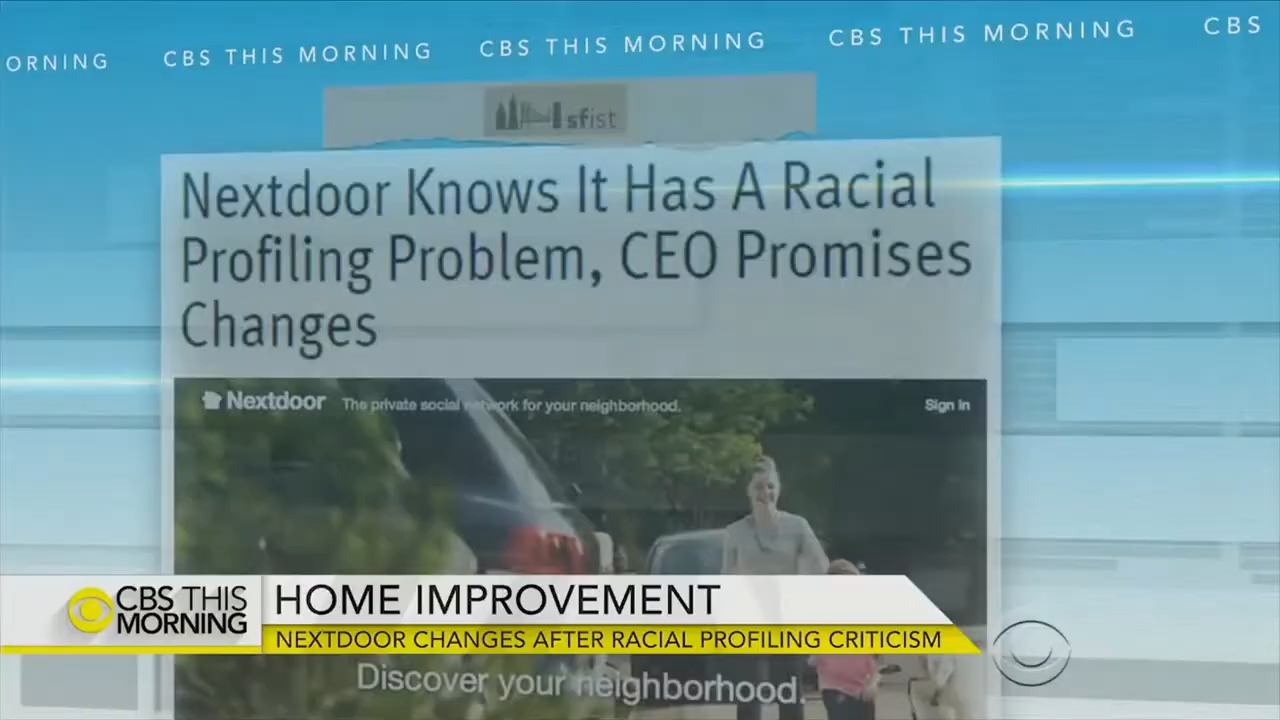 ORNING CBS THIS MORNING CBS THIS MORNING CBS THIS MORNING CBS
sfist
Nextdoor Knows It Has A Racial
Profiling Problem, CEO Promises
Changes
Nextdoor The private social network for your neighborhood. Sign in
CBS THIS
MORNING
HOME IMPROVEMENT
NEXTDOOR CHANGES AFTER RACIAL PROFILING CRITICISM
Discover your neighborhood.